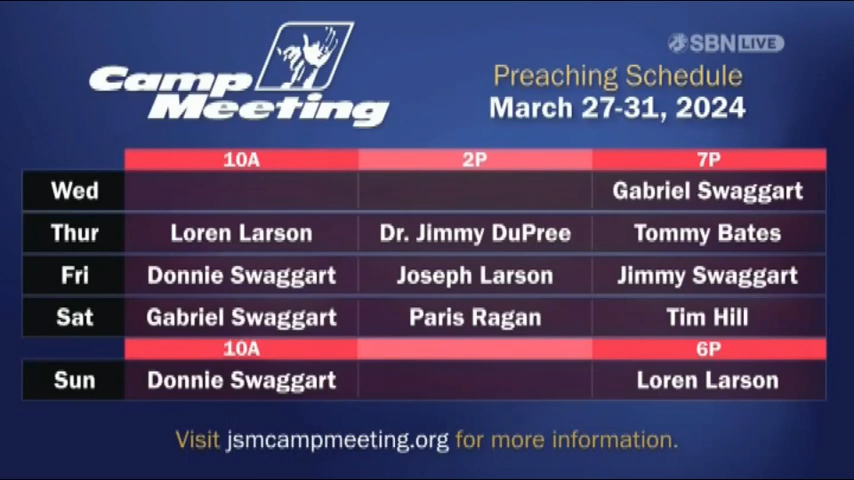 SBN LIVE
Camp
Meeting
Preaching Schedule
March 27-31, 2024
10A 2P 7P
Wed Gabriel Swaggart
Thur Loren Larson Dr. Jimmy DuPree Tommy Bates
Fri Donnie Swaggart Joseph Larson Jimmy Swaggart
Sat Gabriel Swaggart Paris Ragan Tim Hill
10A 6P
Sun Donnie Swaggart Loren Larson
Visit jsmcampmeeting.org for more information.